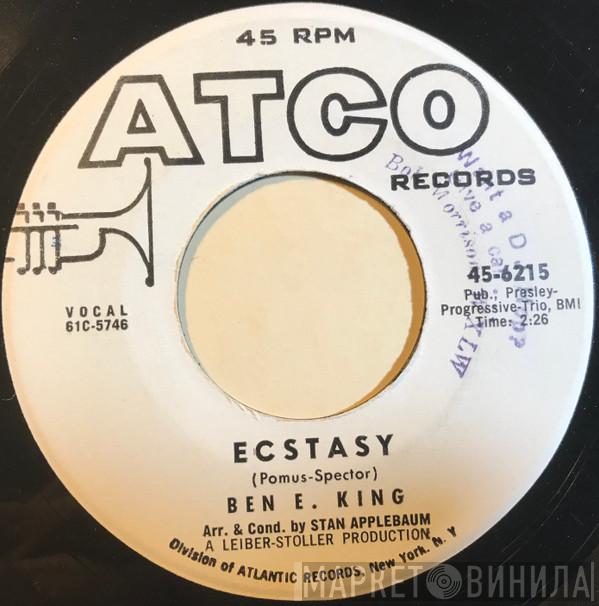 45 RPM
ATCO
RECORDS
VOCAL
61C-5746
45-6215
Pub., Presley-
Progressive-Trio, BMI
Time: 2:26
ECSTASY
(Pomus-Spector)
BEN E. KING
Arr. & Cond. by STAN APPLEBAUM
A LEIBER-STOLLER PRODUCTION
Division of ATLANTIC RECORDS, New York, N. Y
МАРКЕТ ВИНИЛА